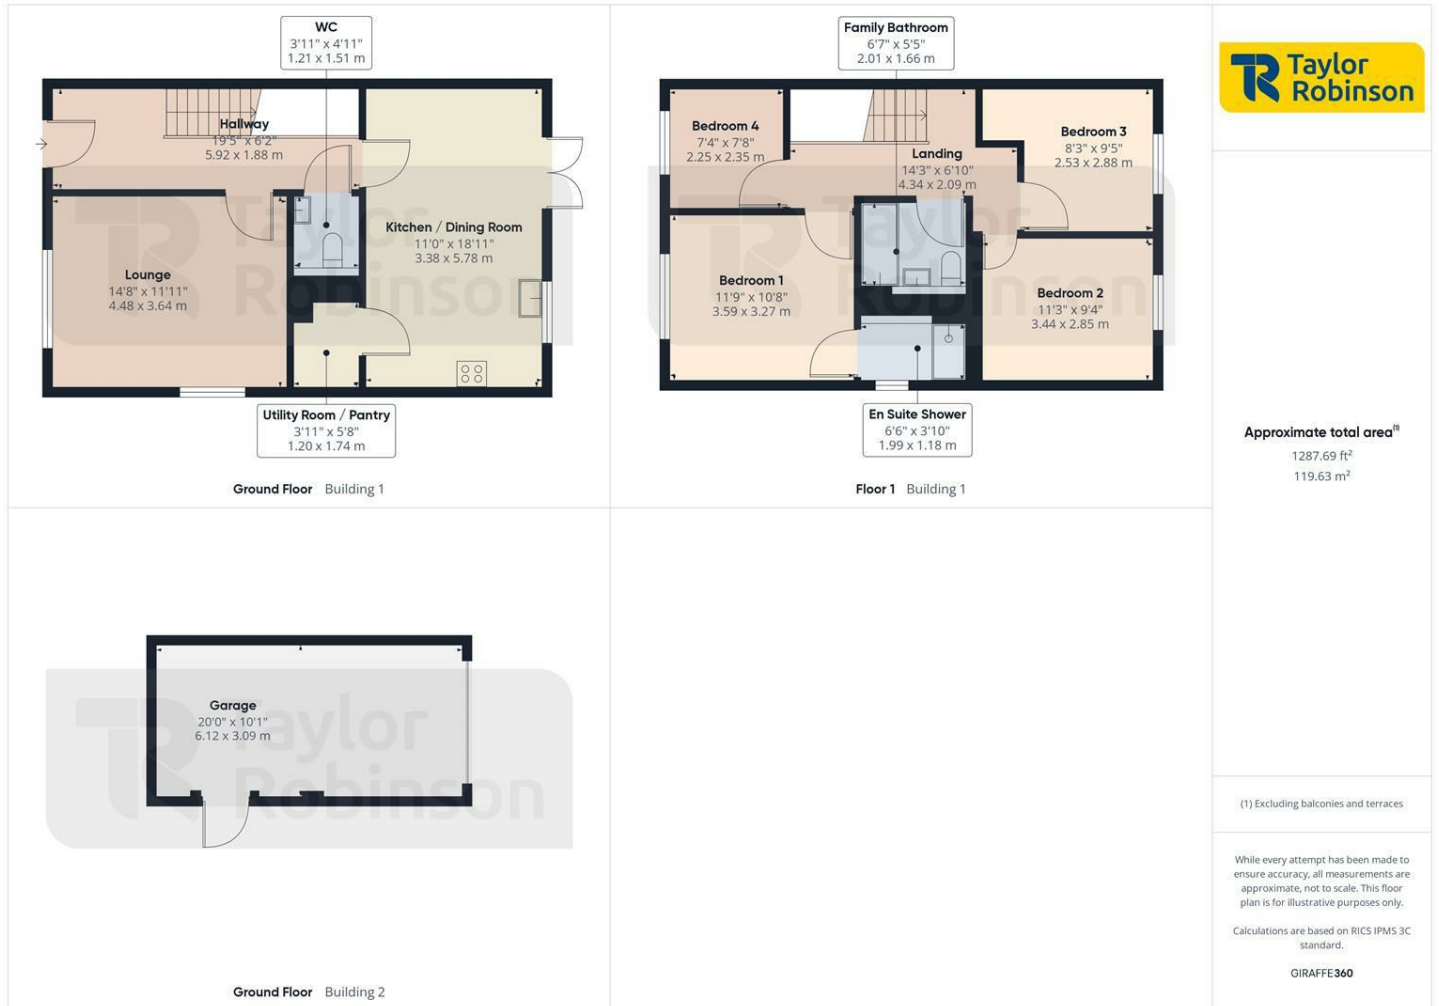 WC
3'11" x 4'11"
1.21 x 1.51 m
Hallway
19'5" x 6'2"
5.92 x 1.88 m
Kitchen / Dining Room
11'0" x 18'11"
3.38 x 5.78 m
Lounge
14'8" x 11'11"
4.48 x 3.64 m
Utility Room / Pantry
3'11" x 5'8"
1.20 x 1.74 m
Ground Floor Building 1
Taylor
Robinson
Family Bathroom
6'7" x 5'5"
2.01 x 1.66 m
Bedroom 4
7'4" x 7'8"
2.25 x 2.35 m
Landing
14'3" x 6'10"
4.34 x 2.09 m
Bedroom 3
8'3" x 9'5"
2.53 x 2.88 m
Bedroom 1
11'9" x 10'8"
3.59 x 3.27 m
Bedroom 2
11'3" x 9'4"
3.44 x 2.85 m
En Suite Shower
6'6" x 3'10"
1.99 x 1.18 m
Floor 1 Building 1
Taylor
Robinson
Garage
20'0" x 10'1"
6.12 x 3.09 m
Ground Floor Building 2
Taylor
Robinson
TR Taylor
Robinson
Approximate total area(1)
1287.69 ft²
119.63 m²
(1) Excluding balconies and terraces
While every attempt has been made to
ensure accuracy, all measurements are
approximate, not to scale. This floor
plan is for illustrative purposes only.
Calculations are based on RICS IPMS 3C
standard.
GIRAFFE360